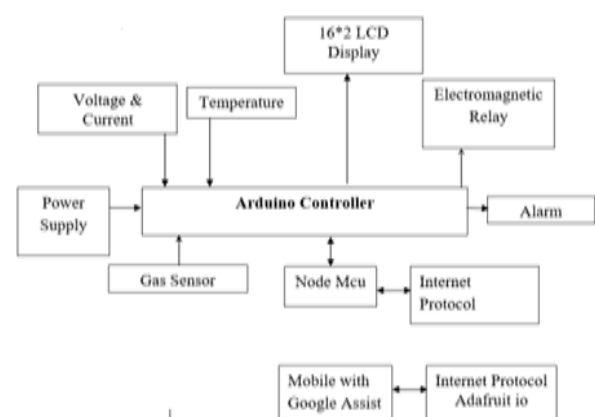 16*2 LCD
Display
Voltage &
Current
Temperature
Electromagnetic
Relay
Power
Supply
Arduino Controller
Alarm
Gas Sensor
Node Mcu
Internet
Protocol
Mobile with
Google Assist
Internet Protocol
Adafruit io